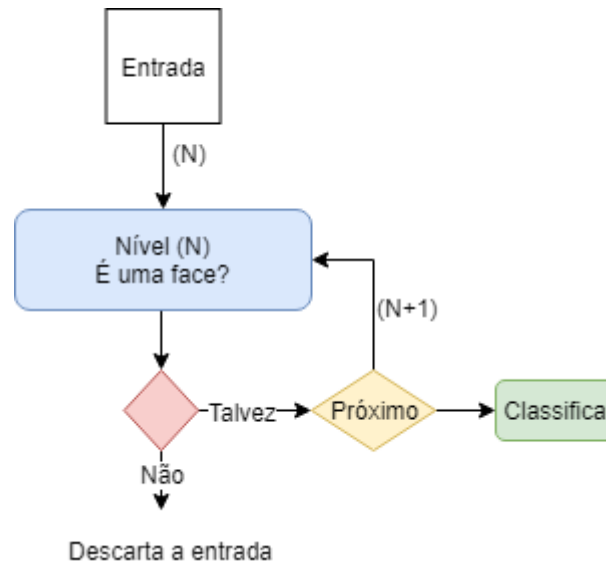 Entrada
(N)
Nível (N)
É uma face?
(N+1)
Talvez
Próximo
Classifica
Não
Descarta a entrada